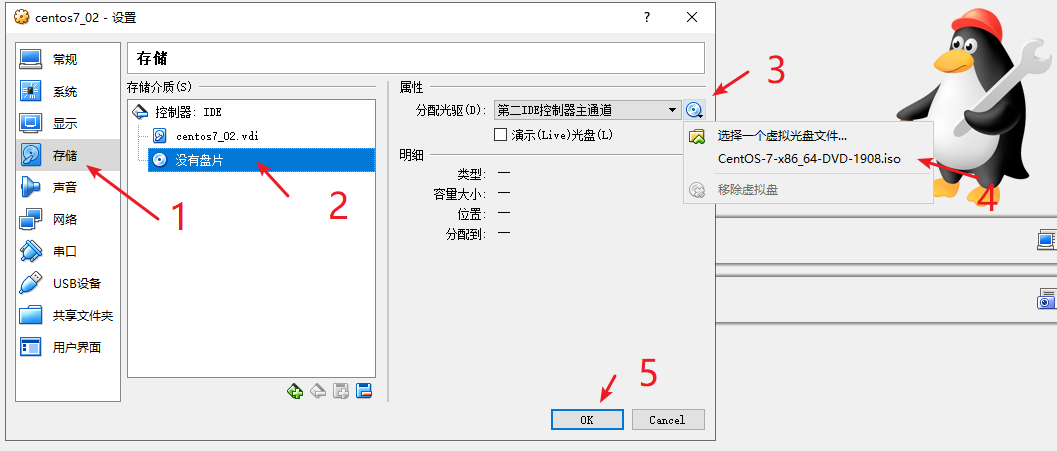 centos7_02 - 设置
常规
系统
显示
存储
声音
网络
串口
USB设备
共享文件夹
用户界面
存储
存储介质(S)
控制器: IDE
centos7_02.vdi
没有盘片
属性
分配光驱(D): 第二IDE控制器主通道
演示(Live)光盘(L)
明细
类型: —
容量大小: —
位置: —
分配到: —
选择一个虚拟光盘文件...
CentOS-7-x86_64-DVD-1908.iso
移除虚拟盘
OK
Cancel
1
2
3
4
5